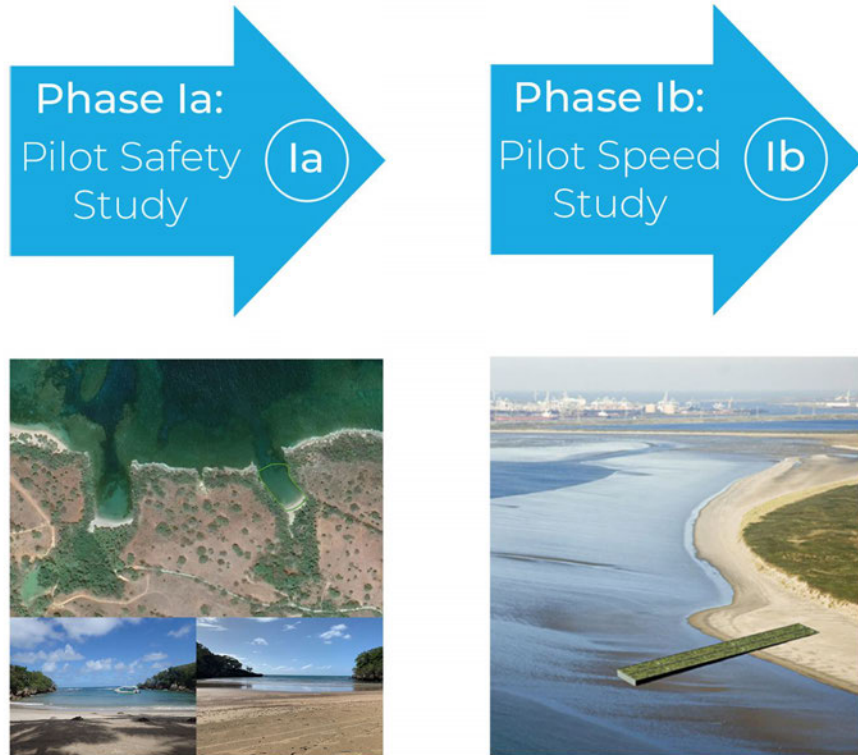 Phase Ia:
Pilot Safety
Study
Ia
Phase Ib:
Pilot Speed
Study
Ib